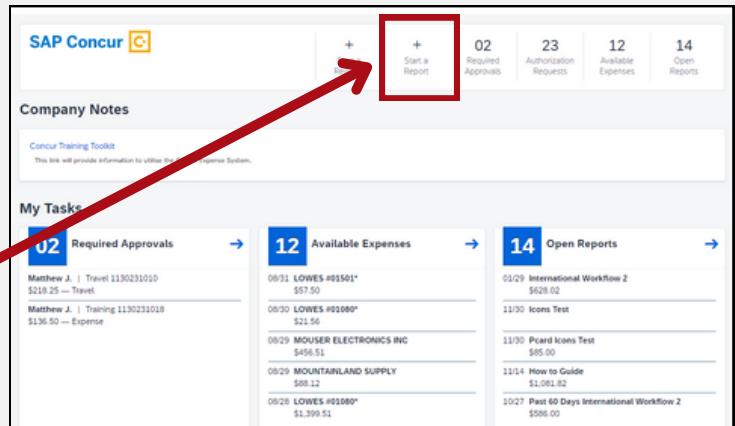 SAP Concur C
+
+
Start a
Report
02
Required
Approvals
23
Authorization
Requests
12
Available
Expenses
14
Open
Reports
Company Notes
Concur Training Toolkit
This link will provide information to utilise the Expense System.
My Tasks
02 Required Approvals →
Matthew J. | Travel 1130231010
$218.25 — Travel
Matthew J. | Training 1130231018
$136.50 — Expense
12 Available Expenses →
08/31 LOWES #01501*
$57.50
08/30 LOWES #01080*
$21.56
08/29 MOUSER ELECTRONICS INC
$456.51
08/29 MOUNTAINLAND SUPPLY
$88.12
08/28 LOWES #01080*
$1,399.51
14 Open Reports →
01/29 International Workflow 2
$628.02
11/30 Icons Test
11/30 Pcard Icons Test
$85.00
11/14 How to Guide
$1,081.82
10/27 Past 60 Days International Workflow 2
$586.00